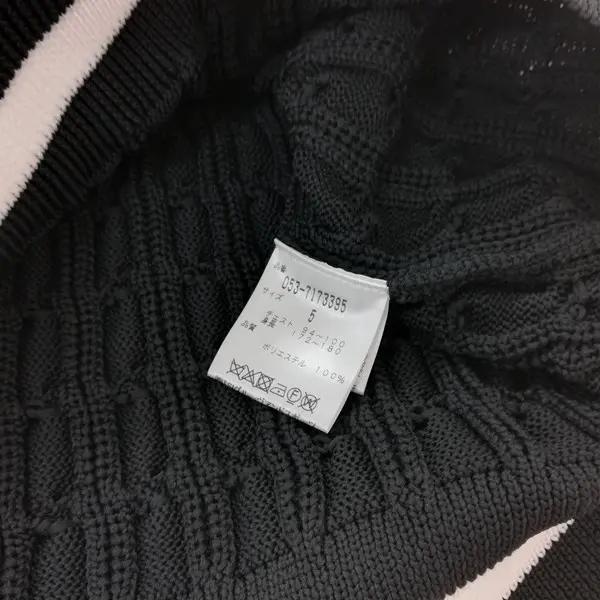 品番
053-7173395
サイズ
5
チェスト 94～100
身長 172～180
品質
ポリエステル 100%